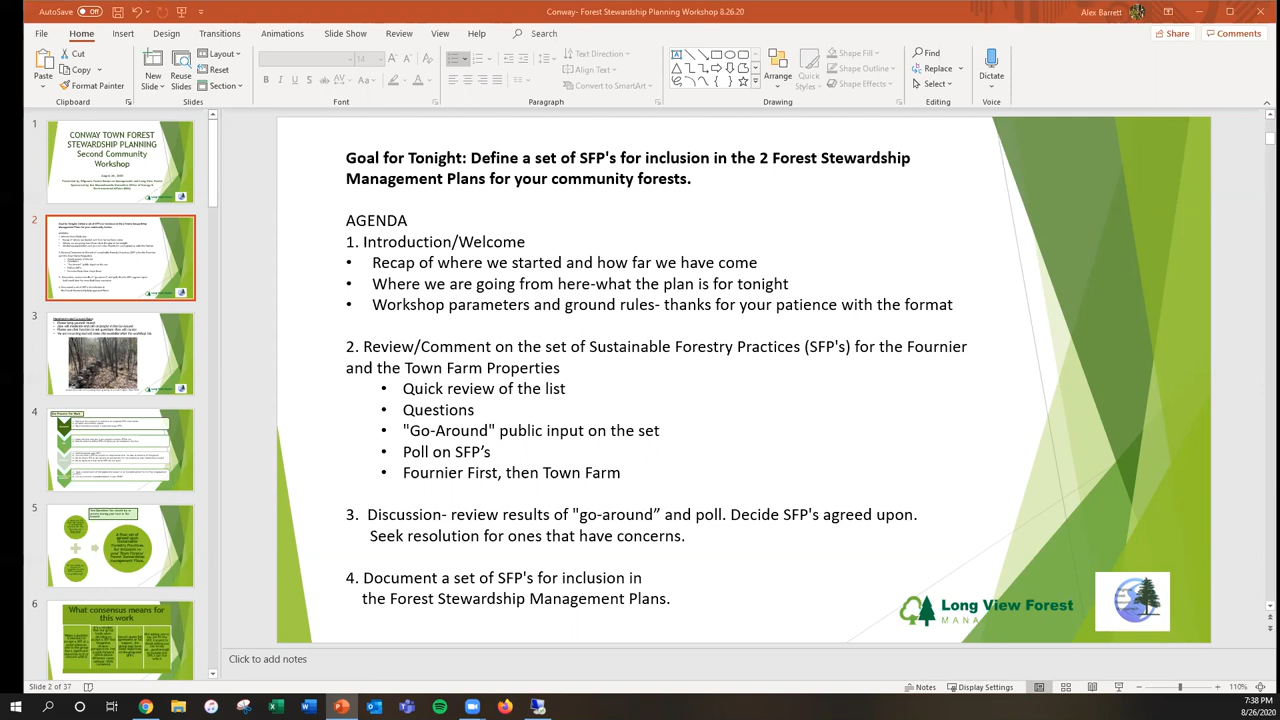 AutoSave Off
Conway- Forest Stewardship Planning Workshop 8.26.20
Alex Barrett
File Home Insert Design Transitions Animations Slide Show Review View Help Search
Share Comments
Paste
Cut
Copy
Format Painter
Clipboard
New Slide
Reuse Slides
Layout
Reset
Section
Slides
14
Font
Text Direction
Align Text
Convert to SmartArt
Paragraph
Arrange
Quick Styles
Shape Fill
Shape Outline
Shape Effects
Drawing
Find
Replace
Select
Editing
Dictate
Voice
1
CONWAY TOWN FOREST
STEWARDSHIP PLANNING
Second Community
Workshop
2
3
4
5
6
What consensus means for
this work
Goal for Tonight: Define a set of SFP's for inclusion in the 2 Forest Stewardship
Management Plans for your community forests.
AGENDA
1. Introduction/Welcome
• Recap of where we started and how far we have come
• Where we are going from here-what the plan is for tonight
• Workshop parameters and ground rules- thanks for your patience with the format
2. Review/Comment on the set of Sustainable Forestry Practices (SFP's) for the Fournier
and the Town Farm Properties
• Quick review of the list
• Questions
• "Go-Around" public input on the set
Poll on SFP’s
• Fournier First, then Town Farm
3. Discussion- review results of "go-around” and poll. Decide SFP's agreed upon.
Seek resolution for ones that have concerns.
4. Document a set of SFP's for inclusion in
the Forest Stewardship Management Plans.
Long View Forest
Click to add notes
Slide 2 of 37
Notes Display Settings 110%
7:38 PM
8/26/2020